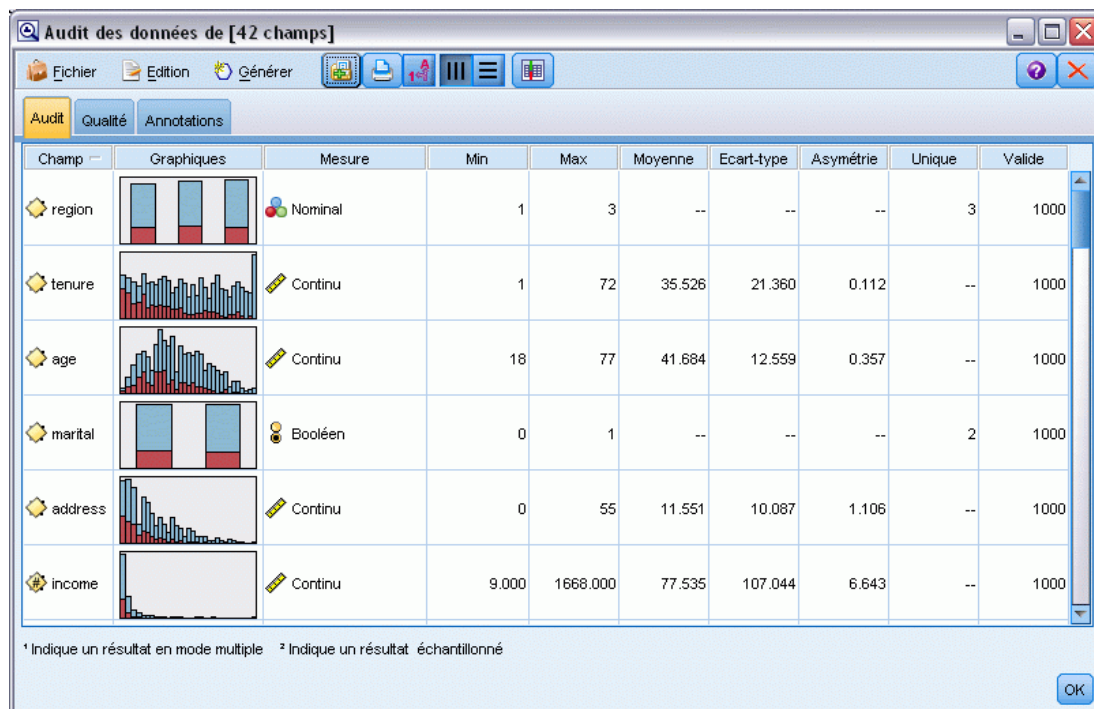 Audit des données de [42 champs]
Fichier Edition Générer
Audit Qualité Annotations
Champ Graphiques Mesure Min Max Moyenne Ecart-type Asymétrie Unique Valide
region Nominal 1 3 -- -- -- 3 1000
tenure Continu 1 72 35.526 21.360 0.112 -- 1000
age Continu 18 77 41.684 12.559 0.357 -- 1000
marital Booléen 0 1 -- -- -- 2 1000
address Continu 0 55 11.551 10.087 1.106 -- 1000
income Continu 9.000 1668.000 77.535 107.044 6.643 -- 1000
¹ Indique un résultat en mode multiple ² Indique un résultat échantillonné
OK